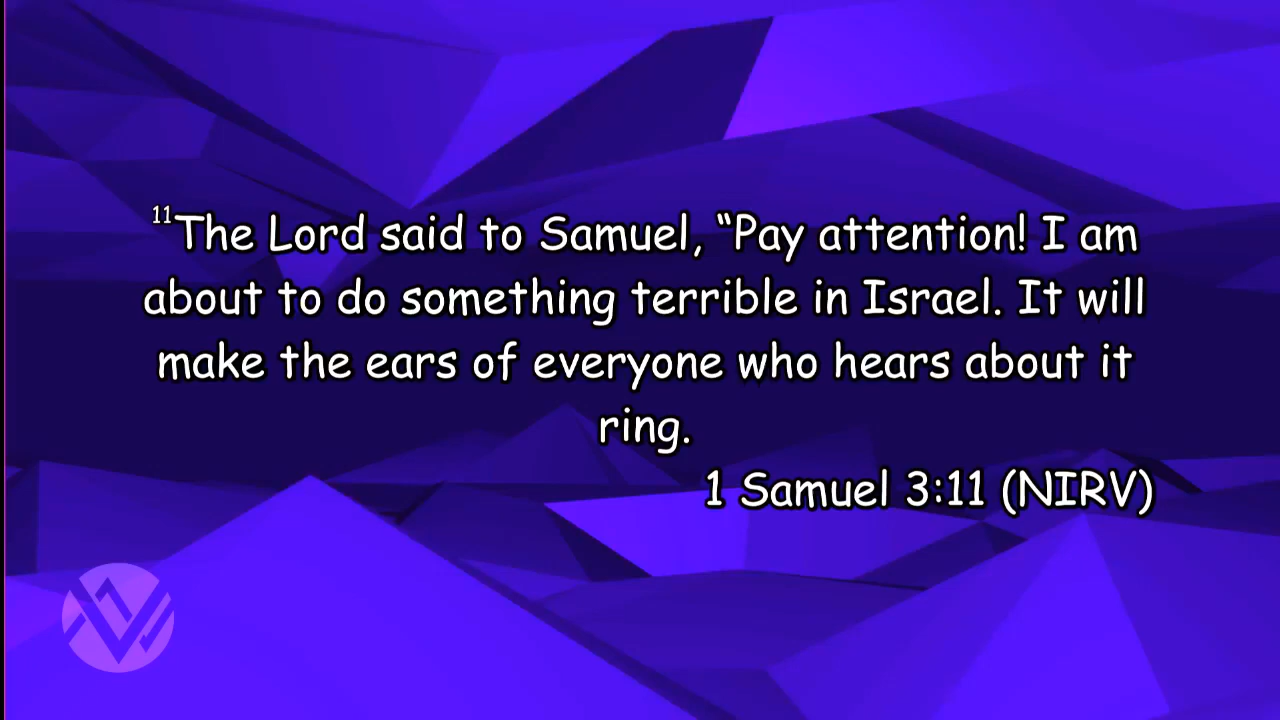 ¹¹The Lord said to Samuel, “Pay attention! I am
about to do something terrible in Israel. It will
make the ears of everyone who hears about it
ring.
1 Samuel 3:11 (NIRV)